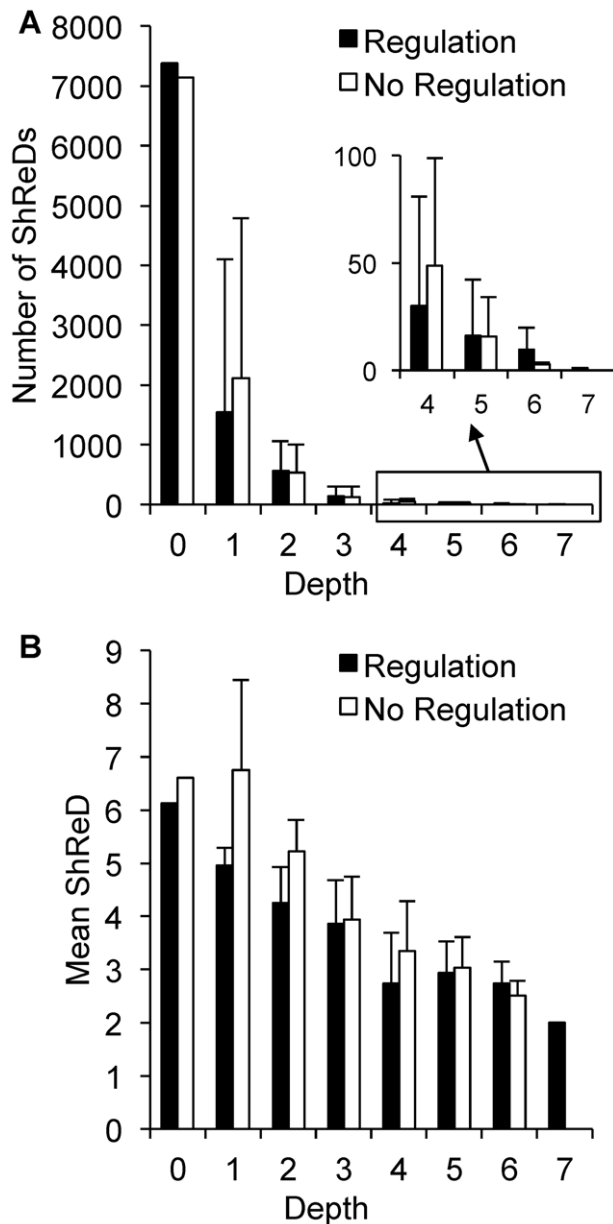 A
Number of ShReDs
8000
7000
6000
5000
4000
3000
2000
1000
0
Regulation
No Regulation
100
50
0
4 5 6 7
0 1 2 3 4 5 6 7
Depth
B
Mean ShReD
9
8
7
6
5
4
3
2
1
0
Regulation
No Regulation
0 1 2 3 4 5 6 7
Depth